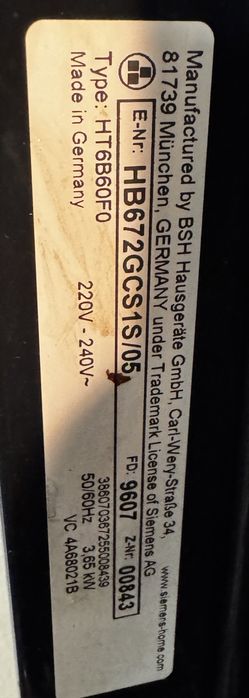 Manufactured by BSH Hausgeräte GmbH, Carl-Wery-Straße 34,
81739 München, GERMANY under Trademark License of Siemens AG
www.siemens-home.com
E-Nr: HB672GCS1S/05 FD: 9607 Z-Nr: 00843
Type: HT6B60F0 386070367255008439
Made in Germany 220V - 240V~ 50/60Hz 3,65 kW
VC 4A68021B